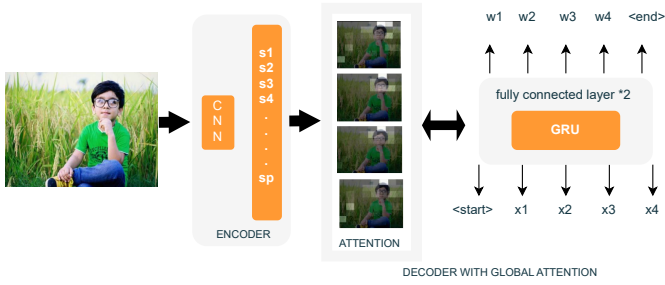 C
N
N
s1
s2
s3
s4
.
.
.
.
.
sp
ENCODER
ATTENTION
w1 w2 w3 w4 <end>
fully connected layer *2
GRU
<start> x1 x2 x3 x4
DECODER WITH GLOBAL ATTENTION